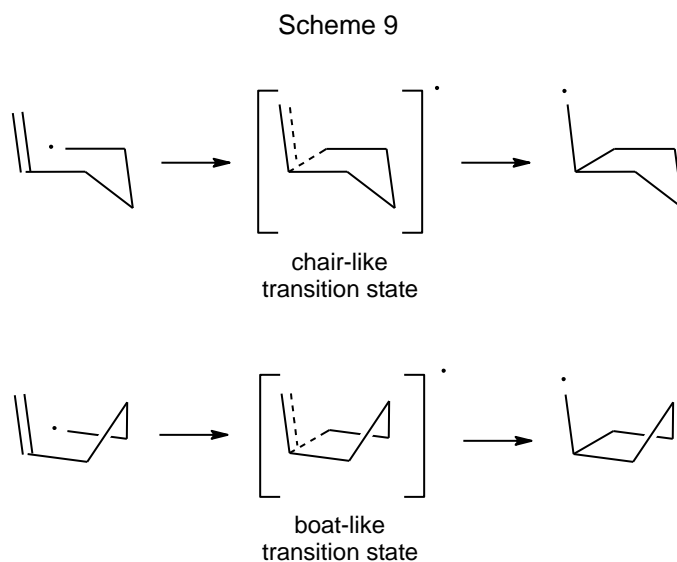 Scheme 9
chair-like
transition state
boat-like
transition state